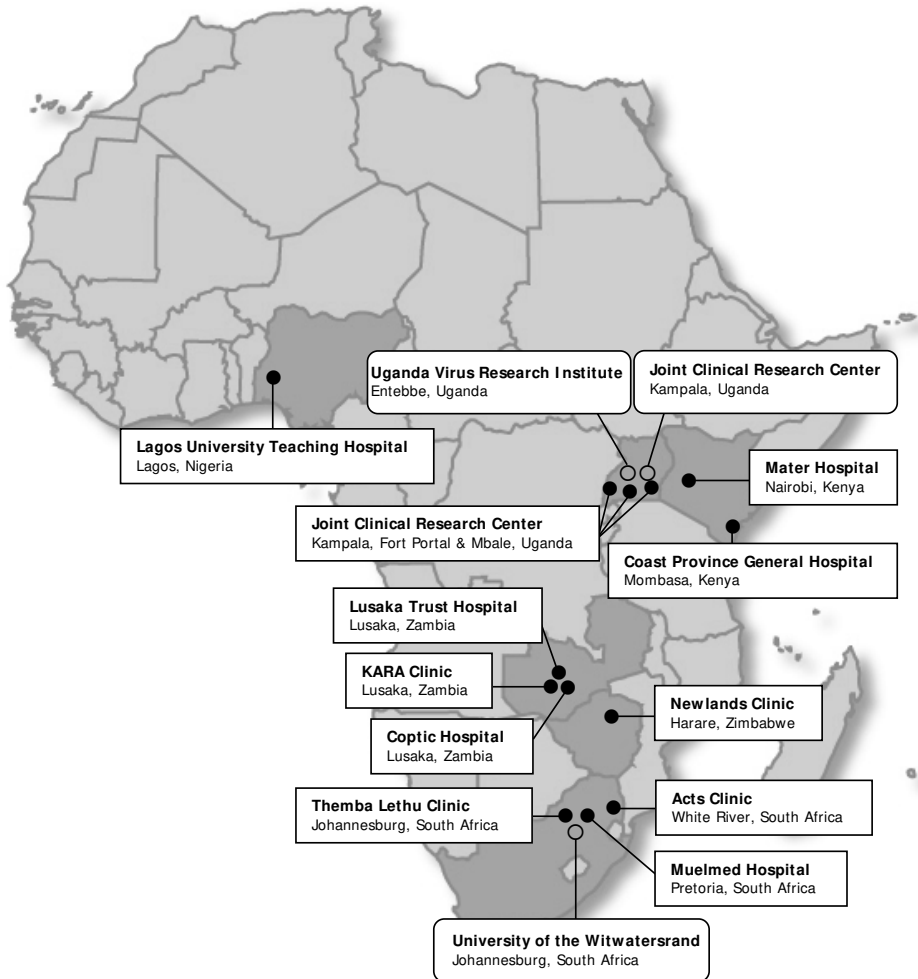 Uganda Virus Research Institute
Entebbe, Uganda
Joint Clinical Research Center
Kampala, Uganda
Lagos University Teaching Hospital
Lagos, Nigeria
Mater Hospital
Nairobi, Kenya
Joint Clinical Research Center
Kampala, Fort Portal & Mbale, Uganda
Coast Province General Hospital
Mombasa, Kenya
Lusaka Trust Hospital
Lusaka, Zambia
KARA Clinic
Lusaka, Zambia
Newlands Clinic
Harare, Zimbabwe
Coptic Hospital
Lusaka, Zambia
Themba Lethu Clinic
Johannesburg, South Africa
Acts Clinic
White River, South Africa
Muelmed Hospital
Pretoria, South Africa
University of the Witwatersrand
Johannesburg, South Africa